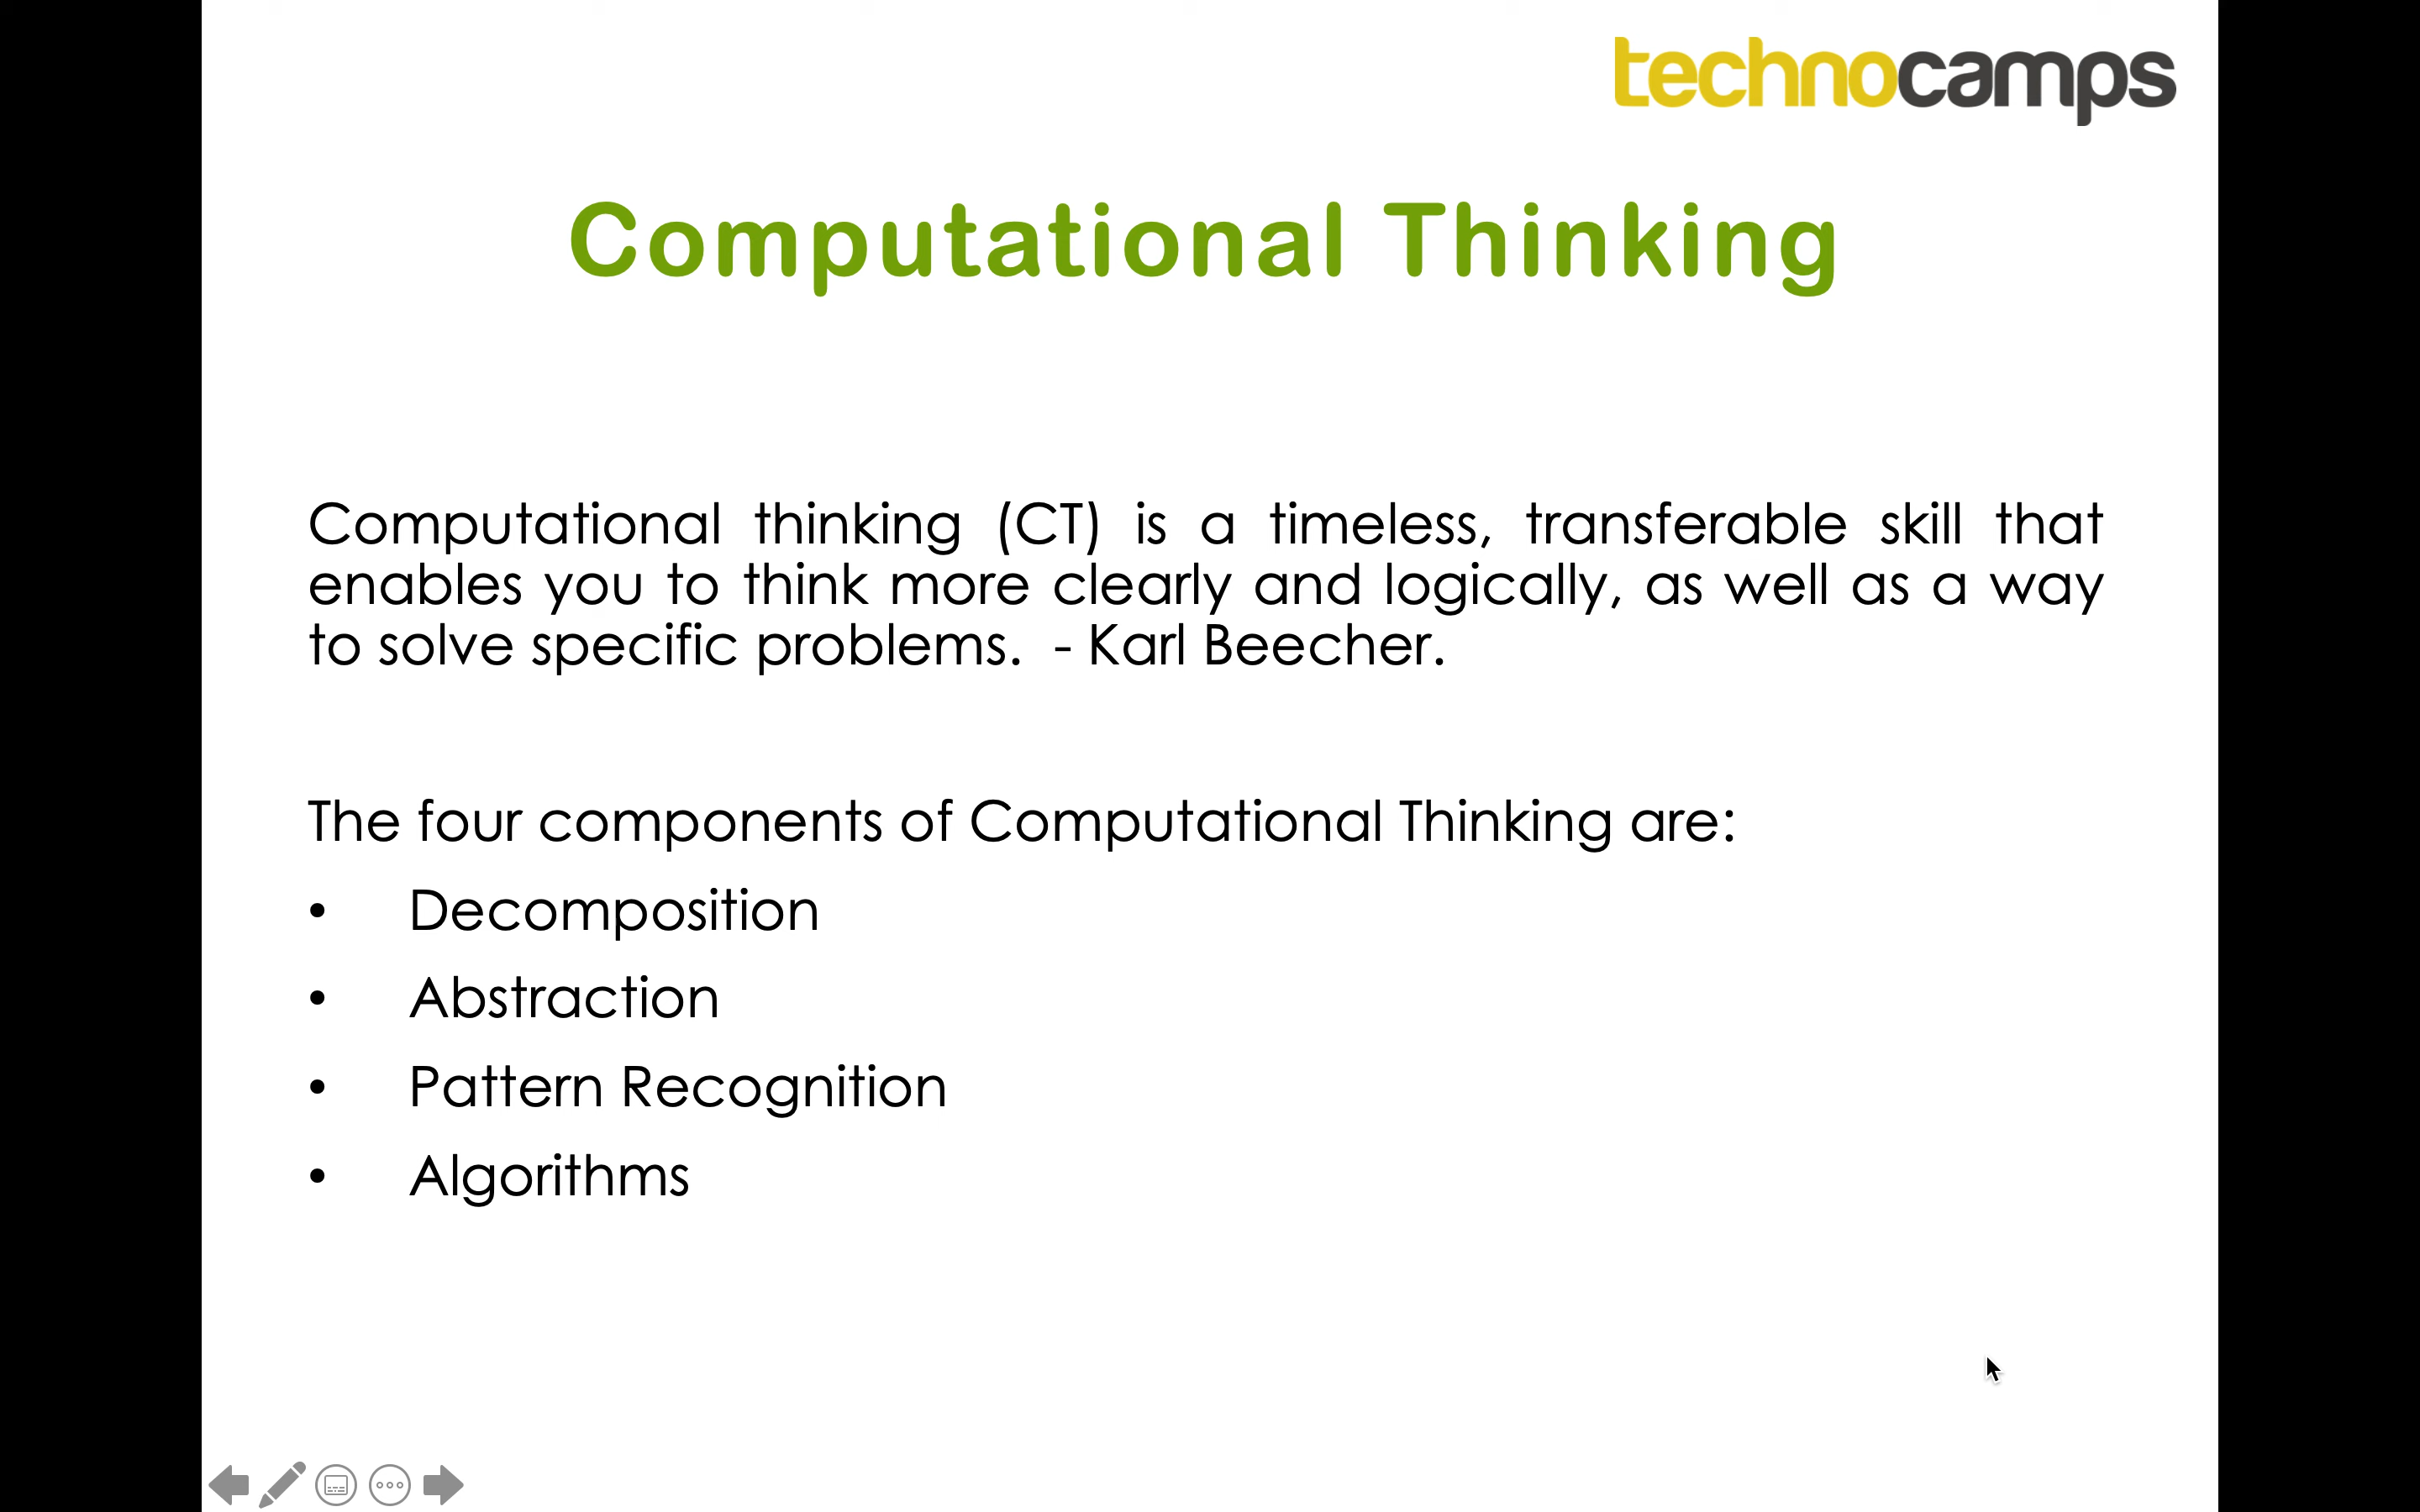 technocamps
Computational Thinking
Computational thinking (CT) is a timeless, transferable skill that
enables you to think more clearly and logically, as well as a way
to solve specific problems.  - Karl Beecher.
The four components of Computational Thinking are:
• Decomposition
• Abstraction
• Pattern Recognition
• Algorithms